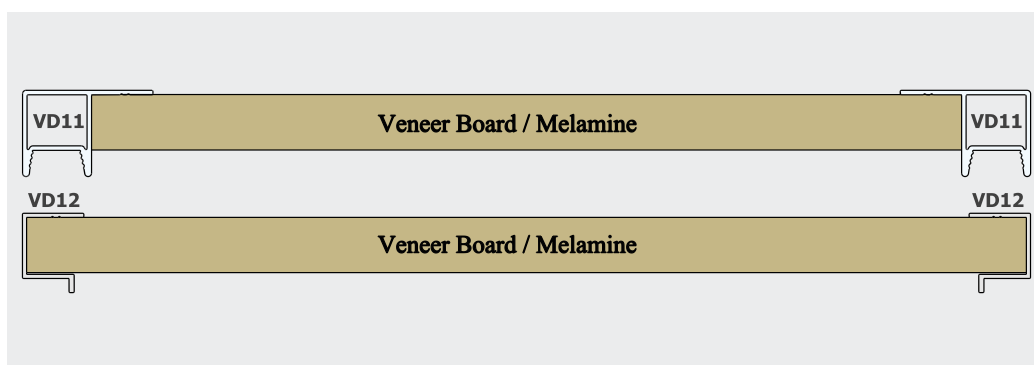 VD11 Veneer Board / Melamine VD11
VD12 VD12
Veneer Board / Melamine